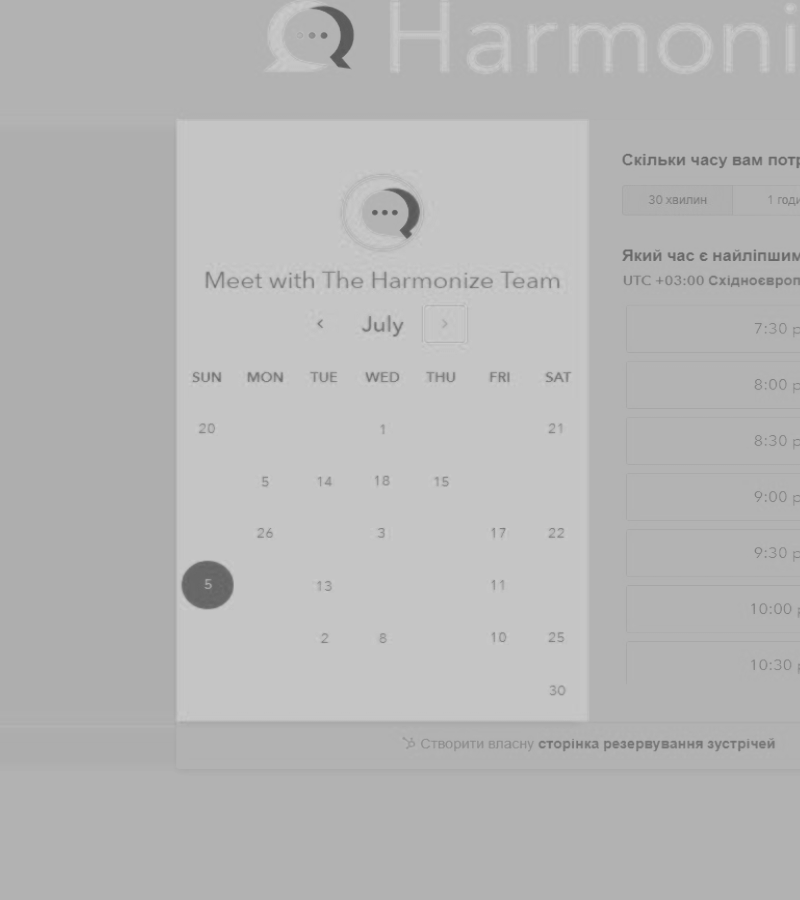 Harmoni
Meet with The Harmonize Team
July
SUN MON TUE WED THU FRI SAT
20 1 21
5 14 18 15
26 3 17 22
5 13 11
2 8 10 25
30
Скільки часу вам потр
30 хвилин 1 годи
Який час є найліпшим
UTC +03:00 Східноєвроп
7:30 p
8:00 p
8:30 p
9:00 p
9:30 p
10:00 p
10:30 p
Створити власну сторінка резервування зустрічей